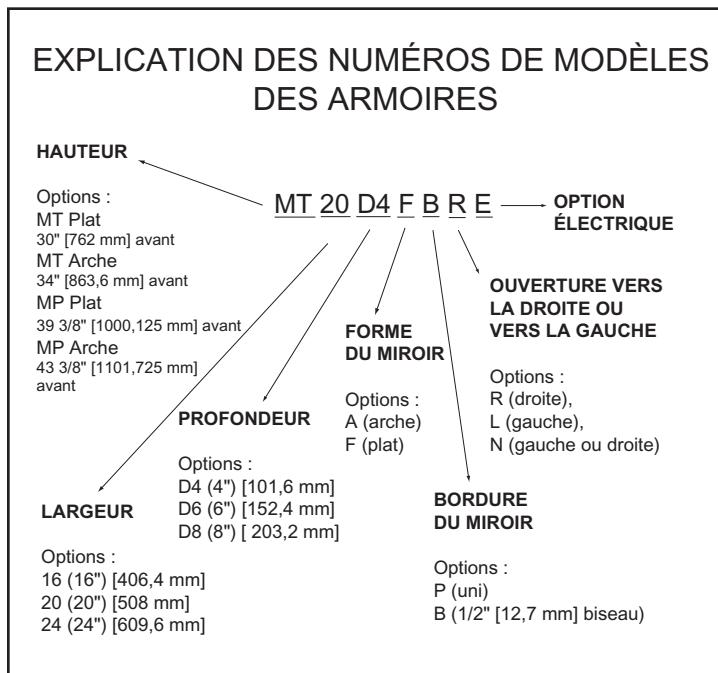 EXPLICATION DES NUMÉROS DE MODÈLES
DES ARMOIRES
HAUTEUR
Options :
MT Plat
30" [762 mm] avant
MT Arche
34" [863,6 mm] avant
MP Plat
39 3/8" [1000,125 mm] avant
MP Arche
43 3/8" [1101,725 mm]
avant
MT 20 D4 F B R E
OPTION
ÉLECTRIQUE
OUVERTURE VERS
LA DROITE OU
VERS LA GAUCHE
Options :
R (droite),
L (gauche),
N (gauche ou droite)
FORME
DU MIROIR
Options :
A (arche)
F (plat)
PROFONDEUR
Options :
D4 (4") [101,6 mm]
D6 (6") [152,4 mm]
D8 (8") [ 203,2 mm]
LARGEUR
Options :
16 (16") [406,4 mm]
20 (20") [508 mm]
24 (24") [609,6 mm]
BORDURE
DU MIROIR
Options :
P (uni)
B (1/2" [12,7 mm] biseau)